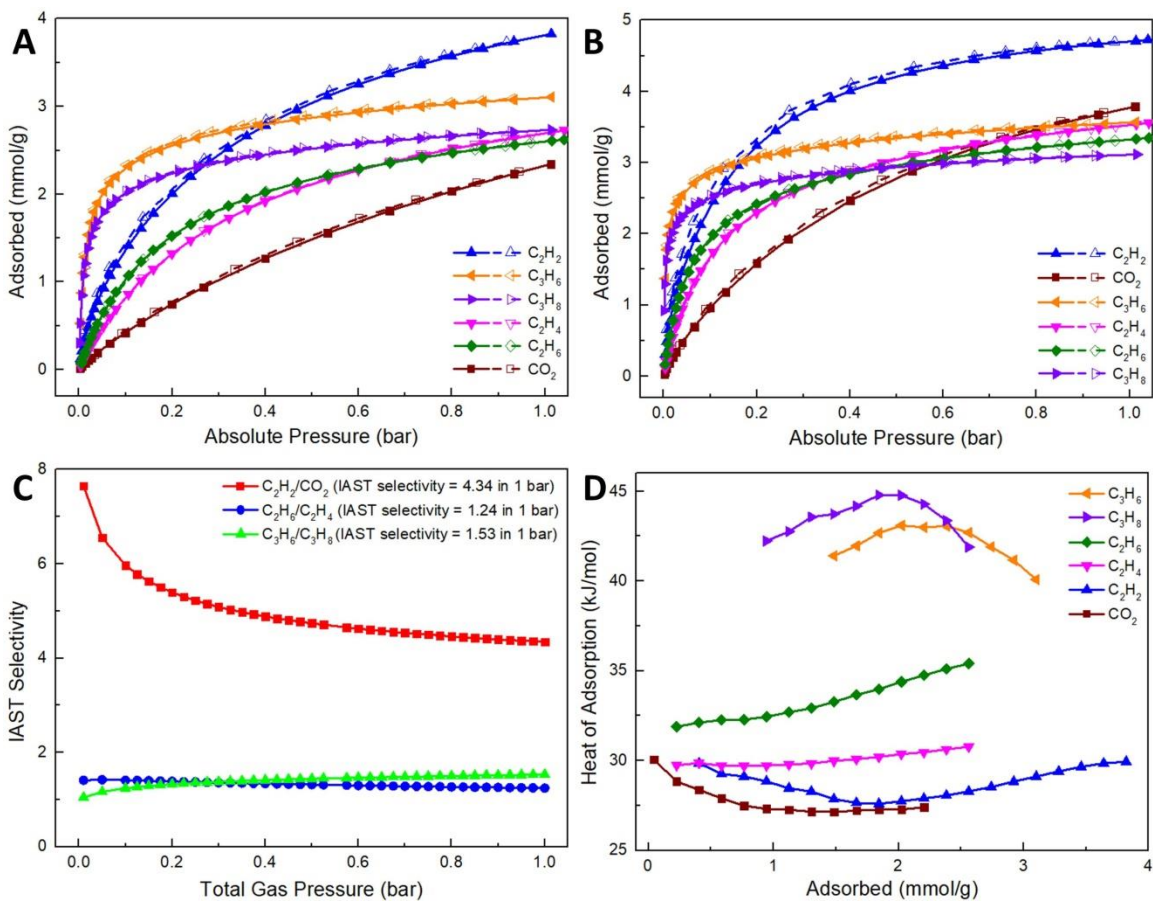 A
Adsorbed (mmol/g)
4
3
2
1
0
0.0 0.2 0.4 0.6 0.8 1.0
Absolute Pressure (bar)
C₂H₂
C₃H₆
C₃H₈
C₂H₄
C₂H₆
CO₂
B
Adsorbed (mmol/g)
5
4
3
2
1
0
0.0 0.2 0.4 0.6 0.8 1.0
Absolute Pressure (bar)
C₂H₂
CO₂
C₃H₆
C₂H₄
C₂H₆
C₃H₈
C
IAST Selectivity
8
6
4
2
0
0.0 0.2 0.4 0.6 0.8 1.0
Total Gas Pressure (bar)
C₂H₂/CO₂ (IAST selectivity = 4.34 in 1 bar)
C₂H₆/C₂H₄ (IAST selectivity = 1.24 in 1 bar)
C₃H₆/C₃H₈ (IAST selectivity = 1.53 in 1 bar)
D
Heat of Adsorption (kJ/mol)
45
40
35
30
25
0 1 2 3 4
Adsorbed (mmol/g)
C₃H₆
C₃H₈
C₂H₆
C₂H₄
C₂H₂
CO₂